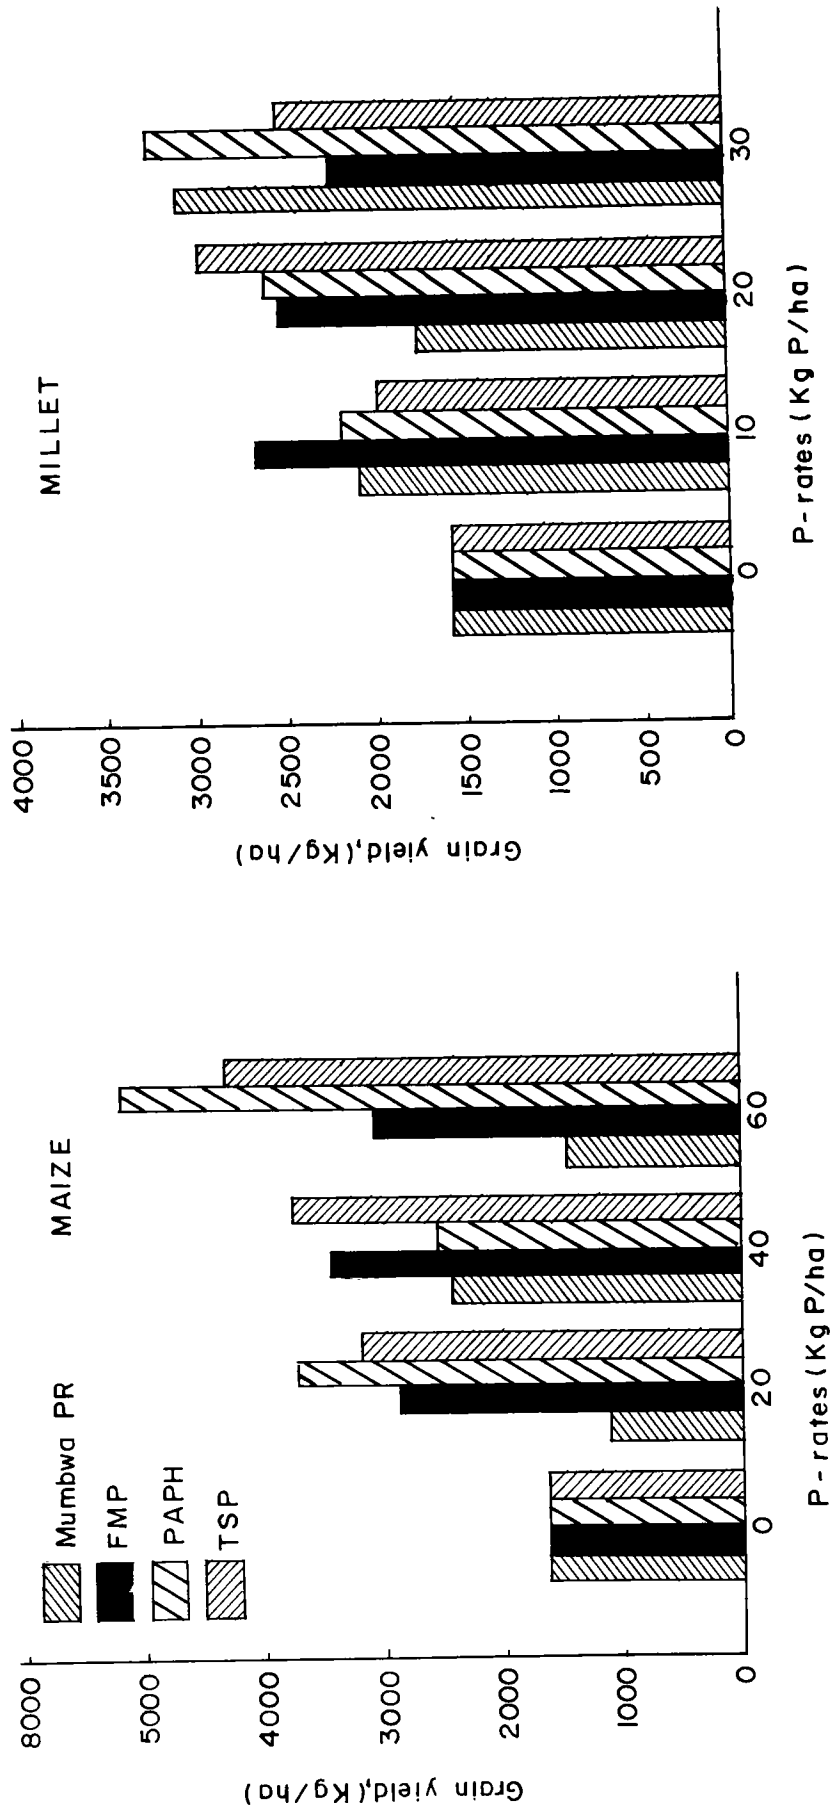 MAIZE
Mumbwa PR
FMP
PAPH
TSP
Grain yield,(Kg/ha)
8000
5000
4000
3000
2000
1000
0
0
20
40
60
P-rates (Kg P/ha)
MILLET
Grain yield,(Kg/ha)
4000
3500
3000
2500
2000
1500
1000
500
0
0
10
20
30
P-rates (Kg P/ha)